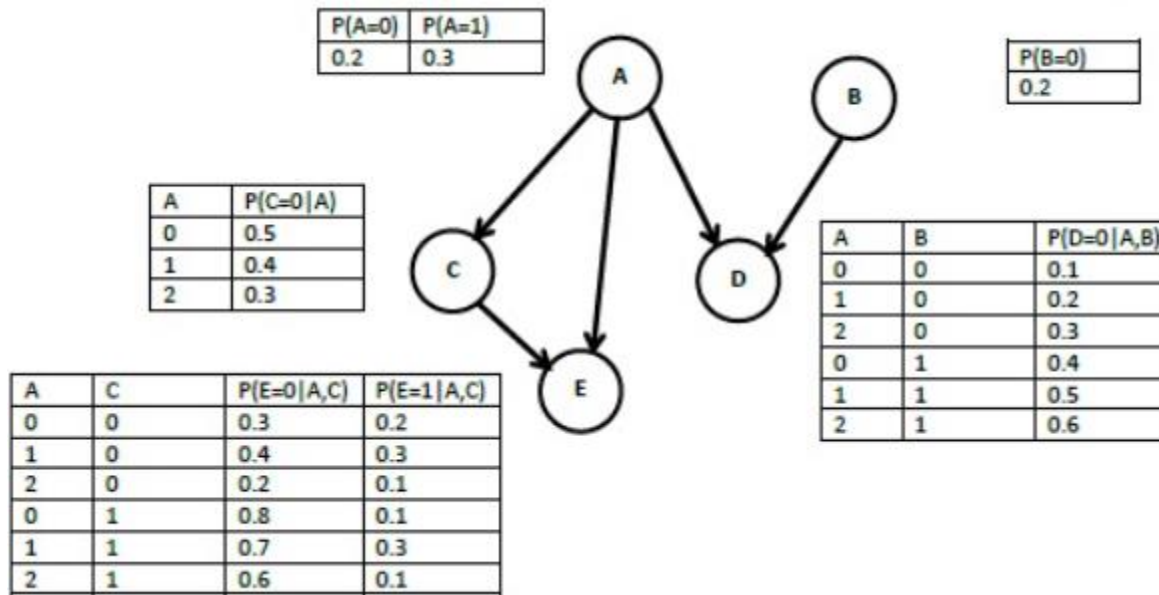 P(A=0) P(A=1)
0.2 0.3
A
B
P(B=0)
0.2
A P(C=0|A)
0 0.5
1 0.4
2 0.3
C
D
A B P(D=0|A,B)
0 0 0.1
1 0 0.2
2 0 0.3
0 1 0.4
1 1 0.5
2 1 0.6
E
A C P(E=0|A,C) P(E=1|A,C)
0 0 0.3 0.2
1 0 0.4 0.3
2 0 0.2 0.1
0 1 0.8 0.1
1 1 0.7 0.3
2 1 0.6 0.1